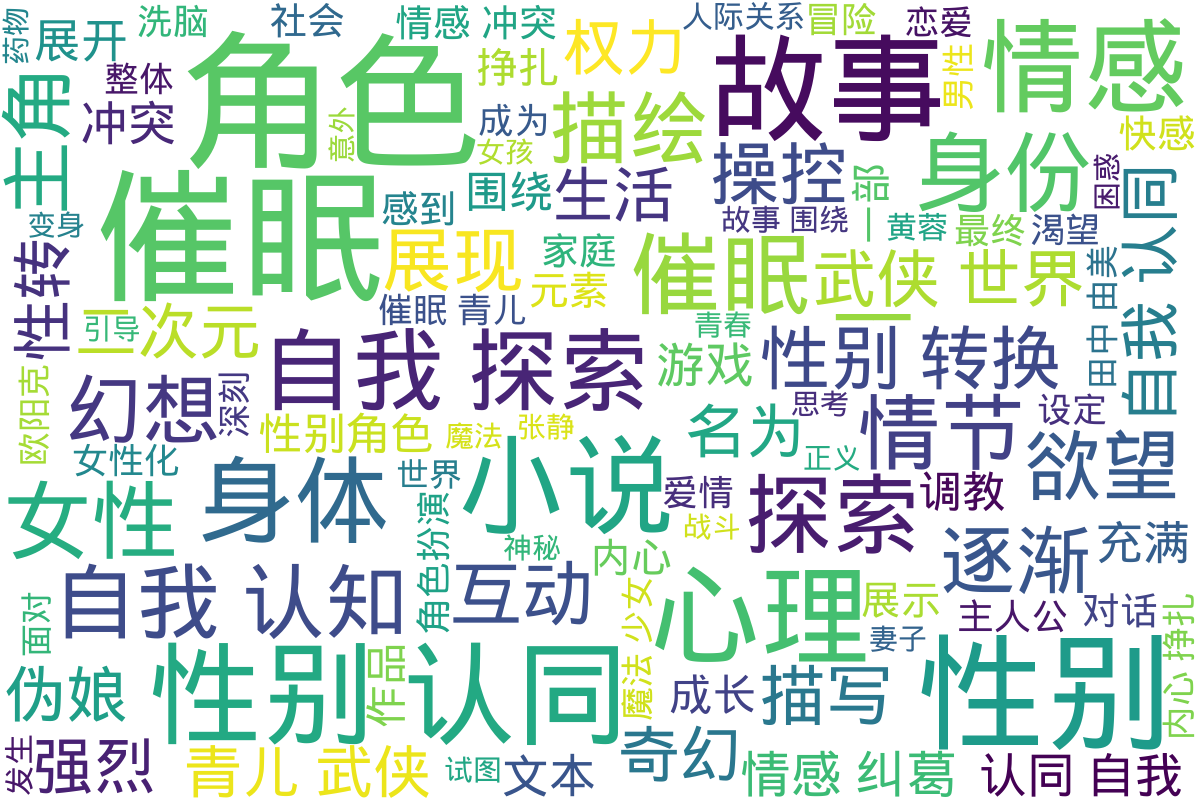 药物
展开
洗脑
社会
情感 冲突
权力
人际关系
冒险
恋爱
情感
主角
整体
冲突
角色
意外
挣扎
成为
女孩
描绘
故事
男性
快感
变身
催眠
感到
围绕
生活
操控
一部
身份
困惑
自我 认同
性转
展现
家庭
故事 围绕
黄蓉
最终
渴望
催眠
武侠 世界
田中 由美
引导
二次元
催眠 青儿
元素
青春
一
欧阳克
幻想
深刻
自我 探索
游戏
性别 转换
性别角色
魔法
张静
名为
思考
情节
设定
女性化
正义
欲望
女性
身体
世界
小说
爱情
探索
调教
角色扮演
神秘
战斗
内心
逐渐
充满
面对
自我 认知
互动
少女
心理
展示
主人公
对话
妻子
内心 挣扎
伪娘
性别认同
作品
魔法
成长
描写
性别
发生
强烈
青儿 武侠
试图
文本
奇幻
情感 纠葛
认同 自我